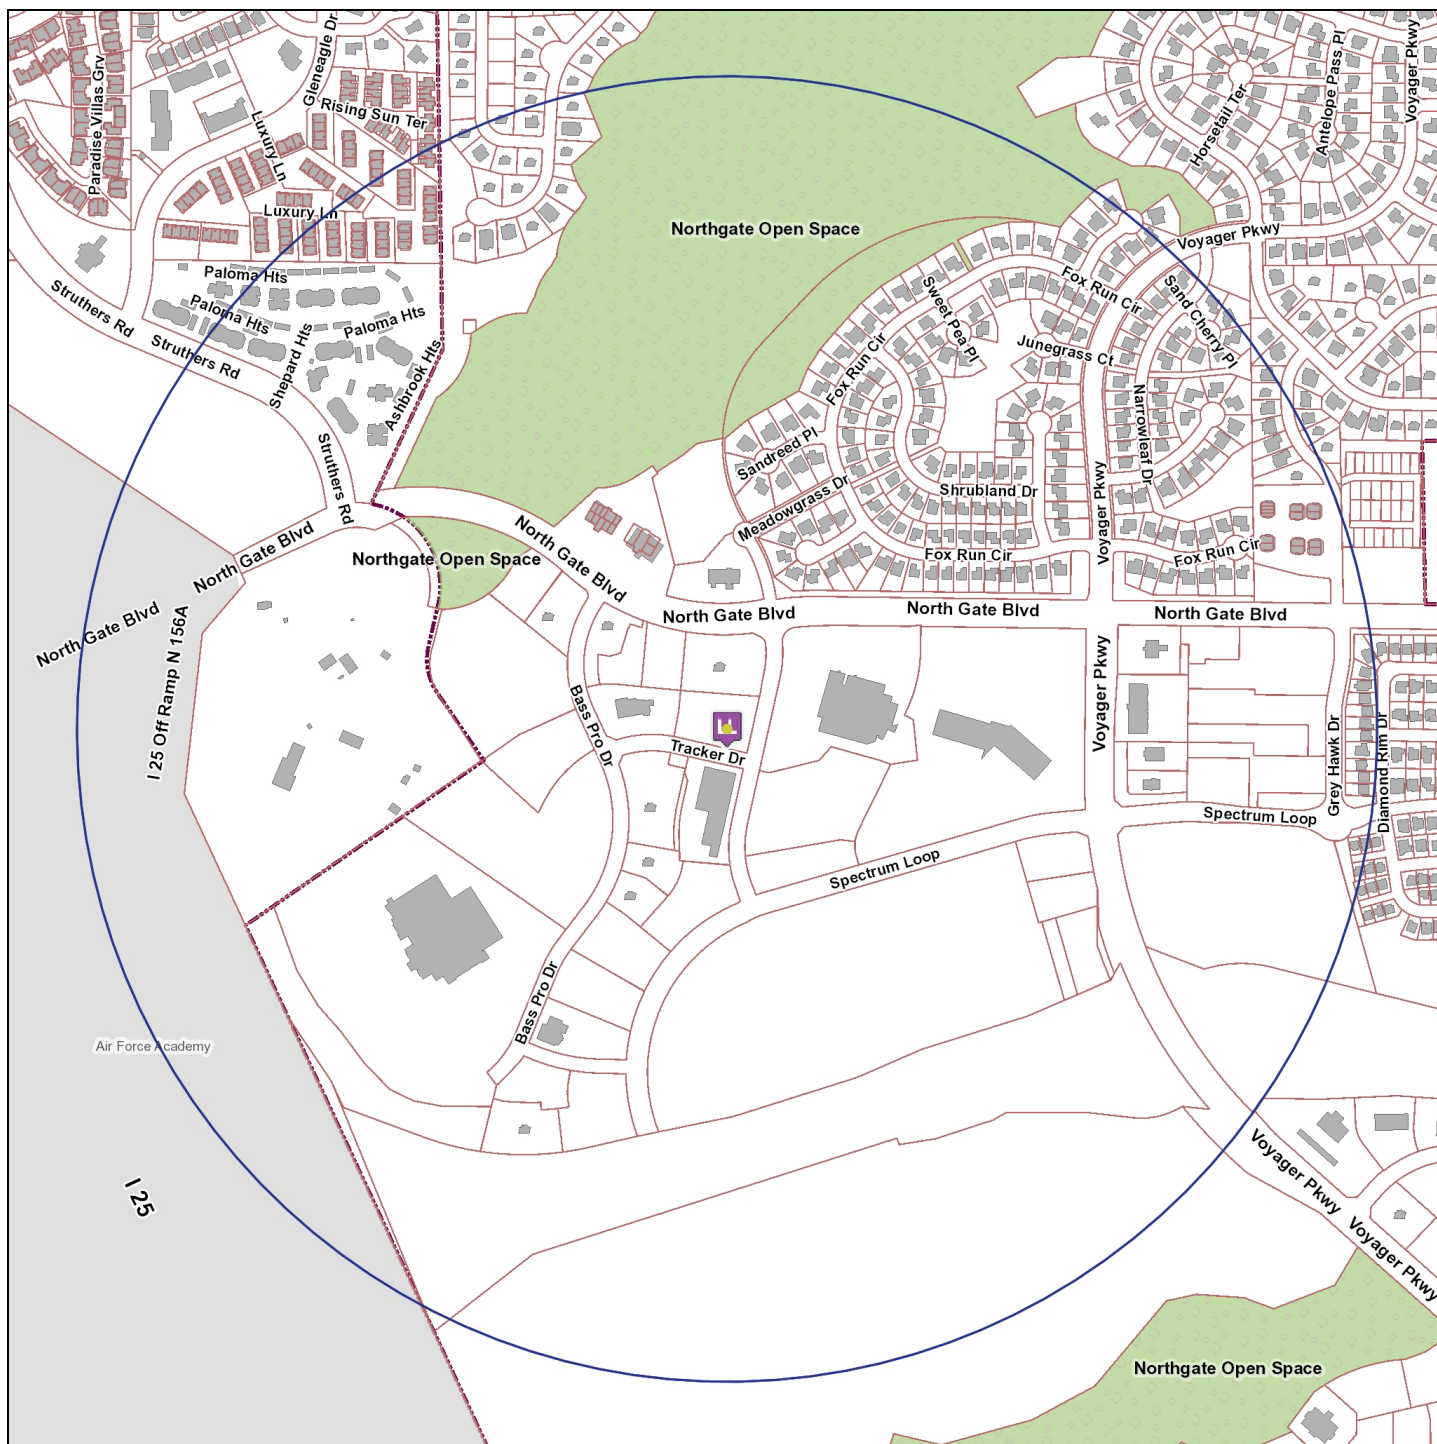 Paradise Villas Grv
Gleneagle Dr
Rising Sun Ter
Luxury Ln
Luxury Ln
Horsetail Ter
Antelope Pass Pl
Voyager Pkwy
Northgate Open Space
Voyager Pkwy
Paloma Hts
Paloma Hts
Paloma Hts
Struthers Rd
Struthers Rd
Shepard Hts
Ashbrook Hts
Struthers Rd
Fox Run Cir
Sand Cherry Pl
Sweet Pea Pl
Junegrass Ct
Fox Run Cir
Narrowleaf Dr
Sandreed Pl
Meadowgrass Dr
Shrubland Dr
Voyager Pkwy
Fox Run Cir
Fox Run Cir
North Gate Blvd
Northgate Open Space
North Gate Blvd
North Gate Blvd
North Gate Blvd
North Gate Blvd
North Gate Blvd
I 25 Off Ramp N 156A
Bass Pro Dr
Tracker Dr
Voyager Pkwy
Grey Hawk Dr
Diamond Rim Dr
Spectrum Loop
Spectrum Loop
Bass Pro Dr
Air Force Academy
I 25
Voyager Pkwy
Voyager Pkwy
Northgate Open Space